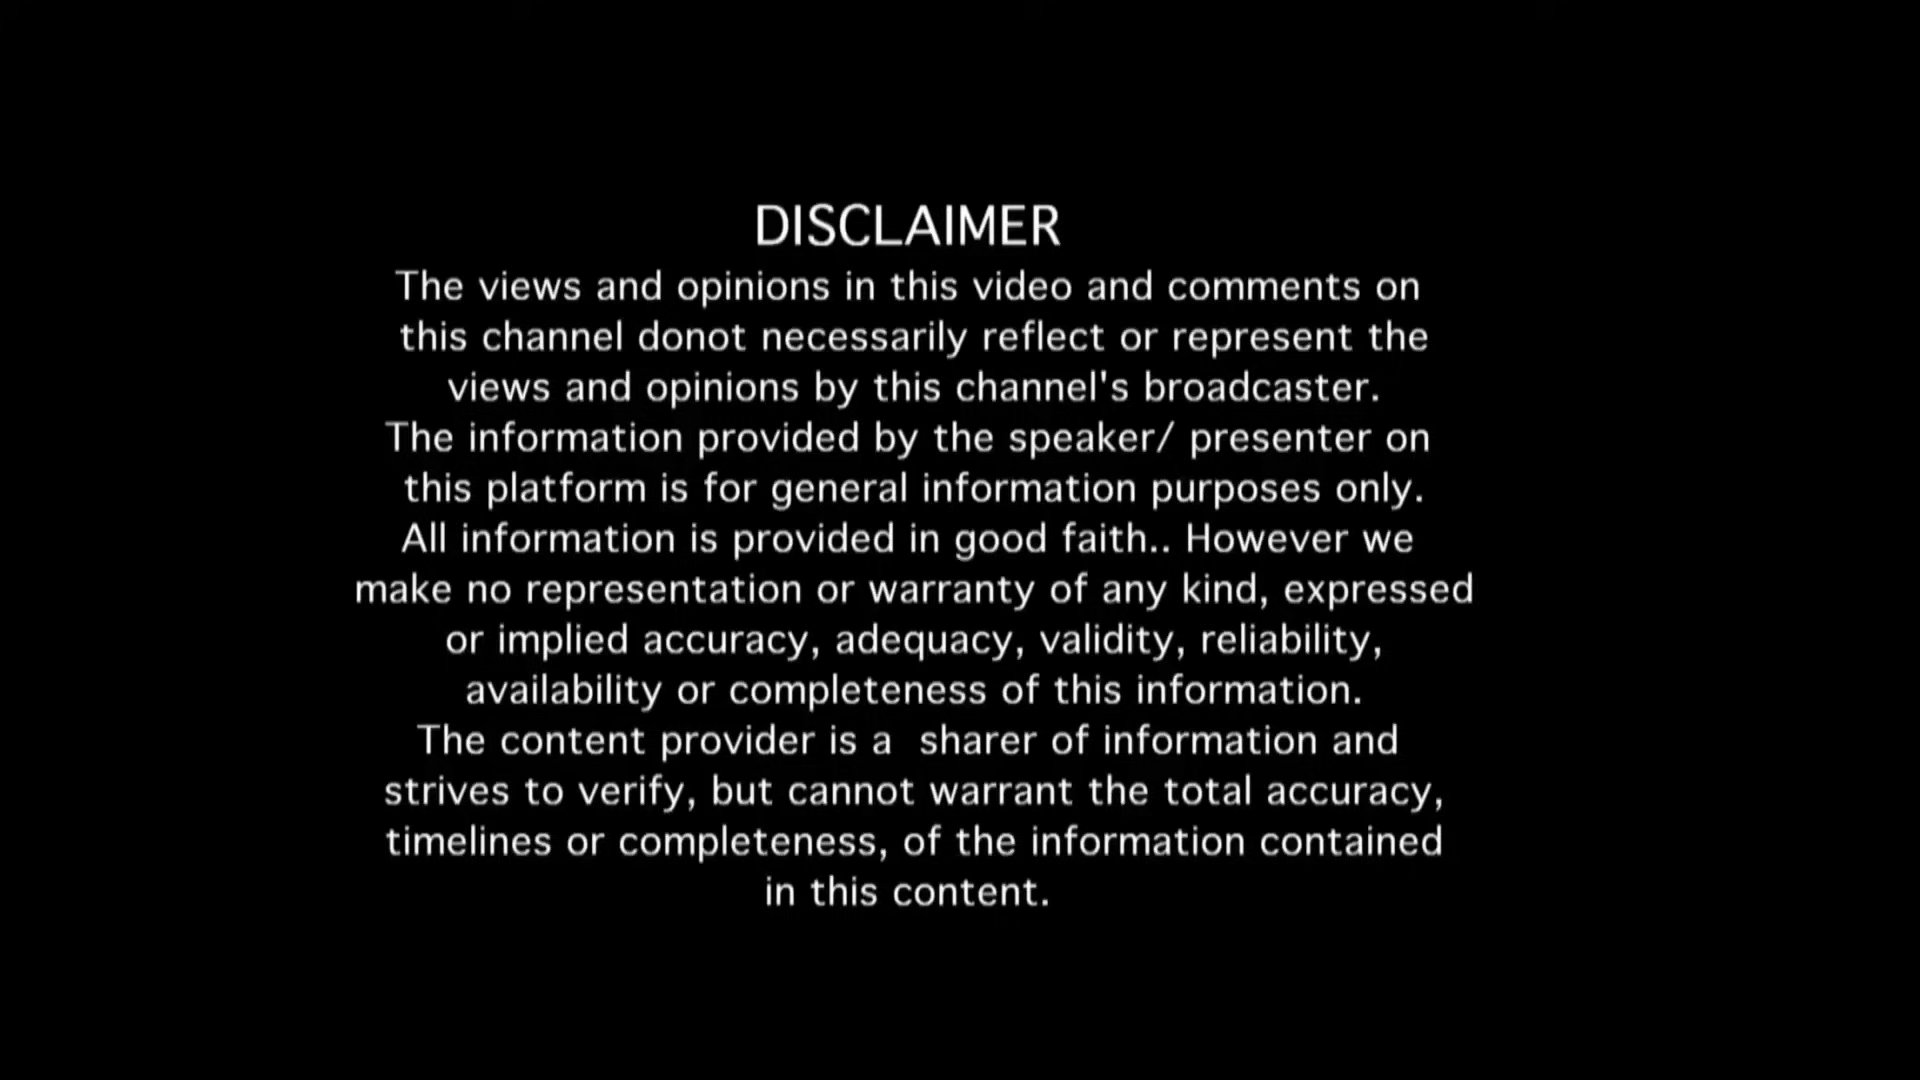 DISCLAIMER
The views and opinions in this video and comments on
this channel donot necessarily reflect or represent the
views and opinions by this channel's broadcaster.
The information provided by the speaker/ presenter on
this platform is for general information purposes only.
All information is provided in good faith.. However we
make no representation or warranty of any kind, expressed
or implied accuracy, adequacy, validity, reliability,
availability or completeness of this information.
The content provider is a  sharer of information and
strives to verify, but cannot warrant the total accuracy,
timelines or completeness, of the information contained
in this content.